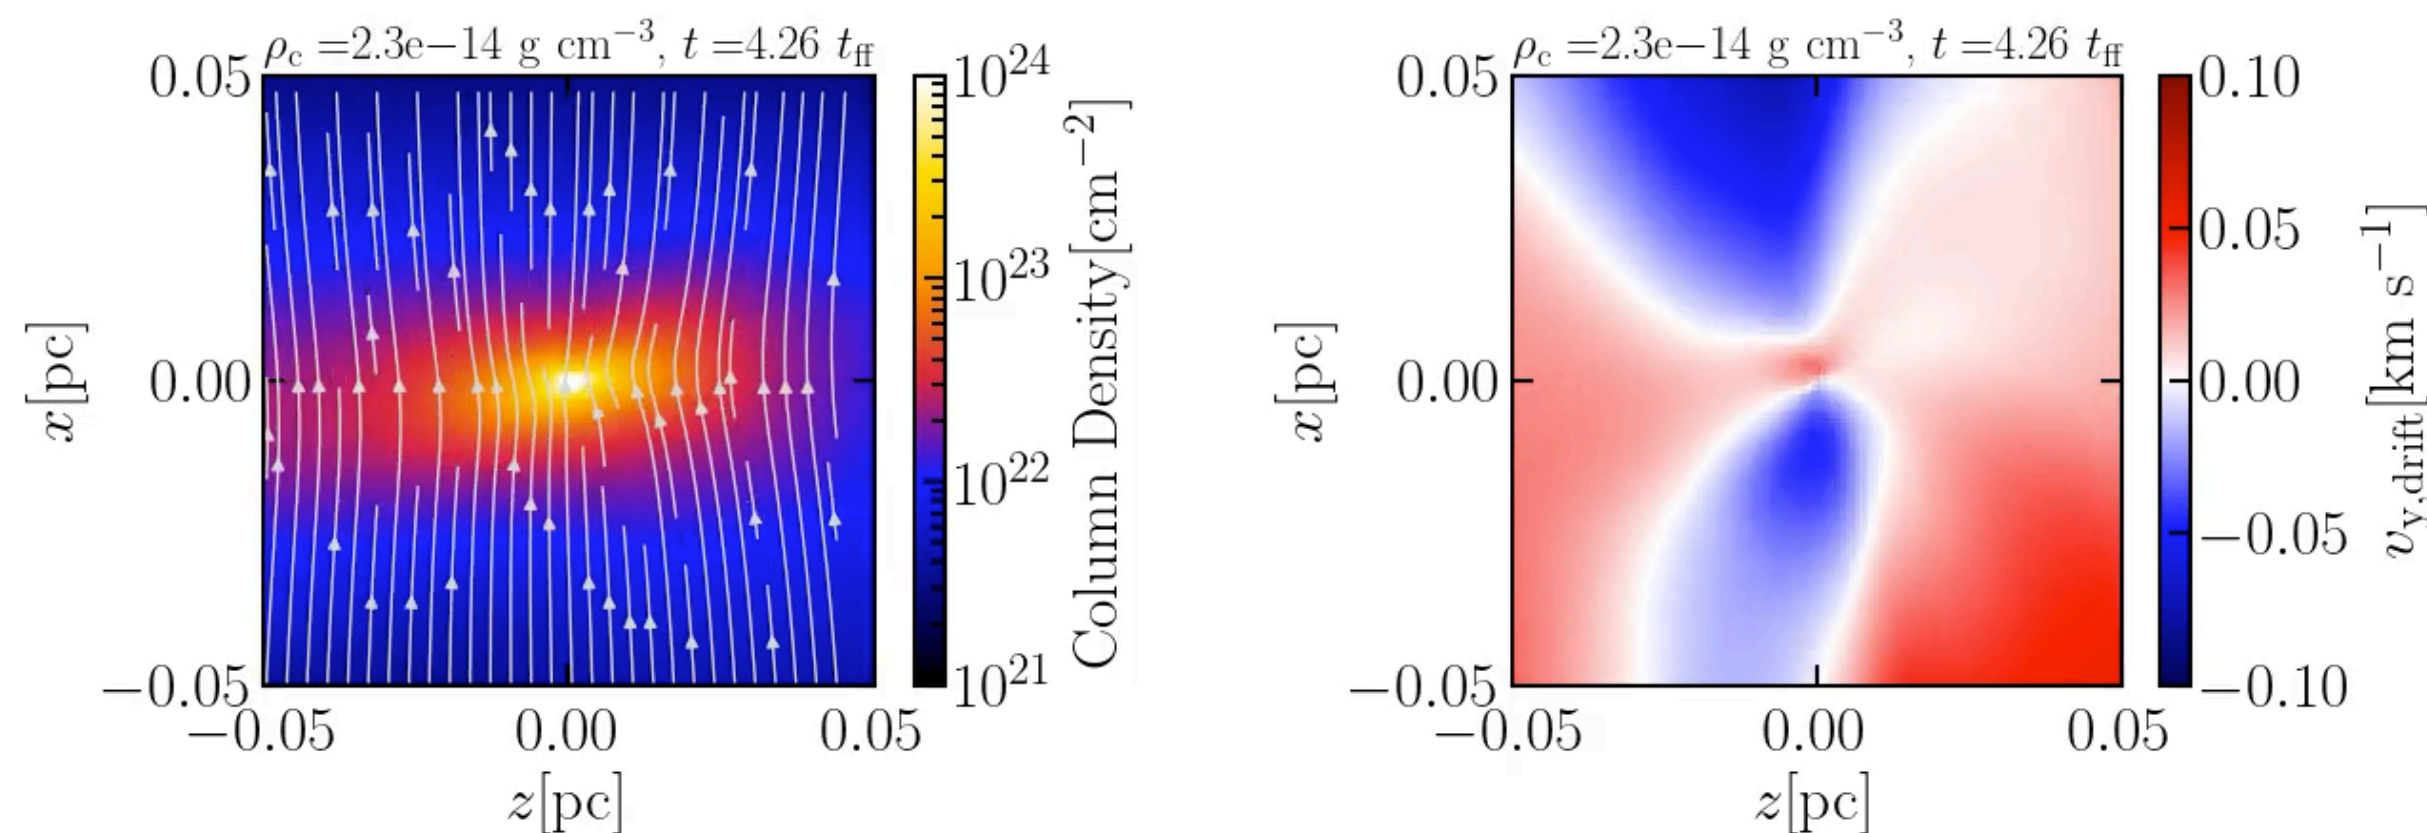 ρc =2.3e−14 g cm−3, t =4.26 tff
0.05
0.00
−0.05
x[pc]
−0.05
0.00
0.05
z[pc]
10^24
10^23
10^22
10^21
Column Density[cm−2]
ρc =2.3e−14 g cm−3, t =4.26 tff
0.05
0.00
−0.05
x[pc]
−0.05
0.00
0.05
z[pc]
0.10
0.05
0.00
−0.05
−0.10
vy,drift[km s−1]